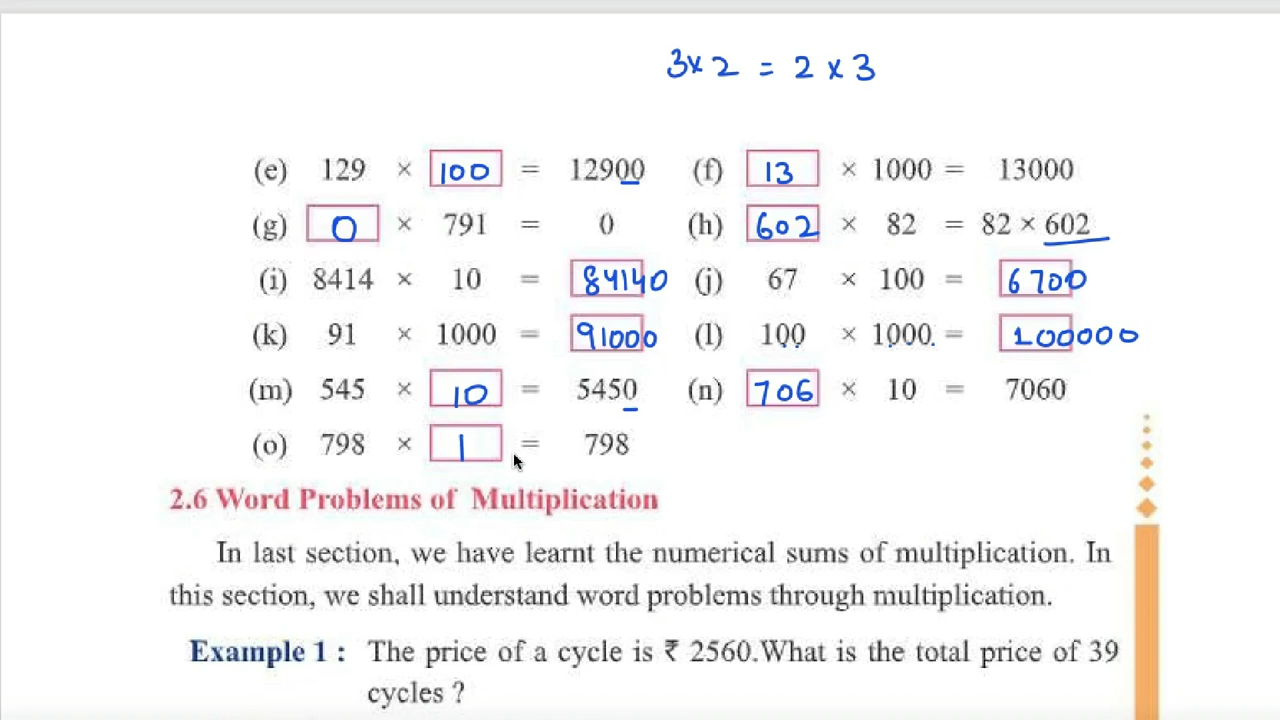 3x2 = 2 x 3
(e) 129 × 100 = 12900 (f) 13 × 1000 = 13000
(g) 0 × 791 = 0 (h) 602 × 82 = 82 × 602
(i) 8414 × 10 = 84140 (j) 67 × 100 = 6700
(k) 91 × 1000 = 91000 (l) 100 × 1000 = 100000
(m) 545 × 10 = 5450 (n) 706 × 10 = 7060
(o) 798 × 1 = 798
2.6 Word Problems of Multiplication
In last section, we have learnt the numerical sums of multiplication. In
this section, we shall understand word problems through multiplication.
Example 1 : The price of a cycle is ₹ 2560.What is the total price of 39
cycles ?